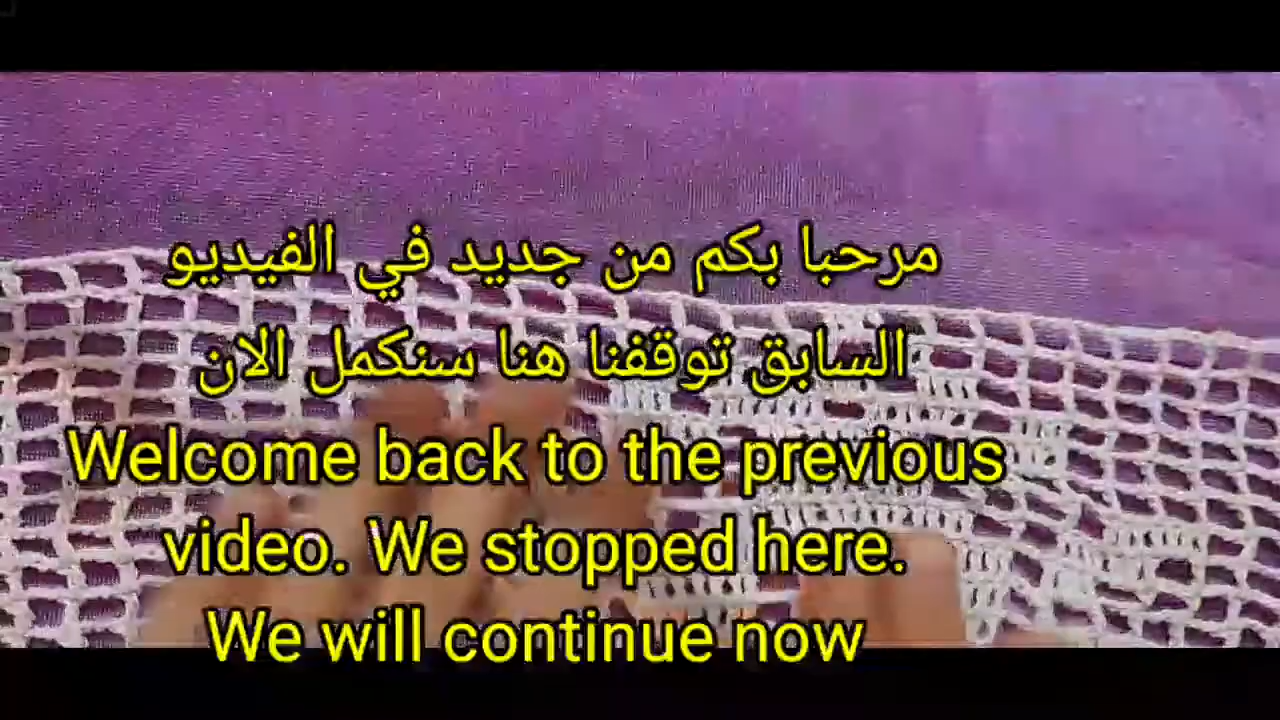 مرحبا بكم من جديد في الفيديو
السابق توقفنا هنا سنكمل الان
Welcome back to the previous
video. We stopped here.
We will continue now